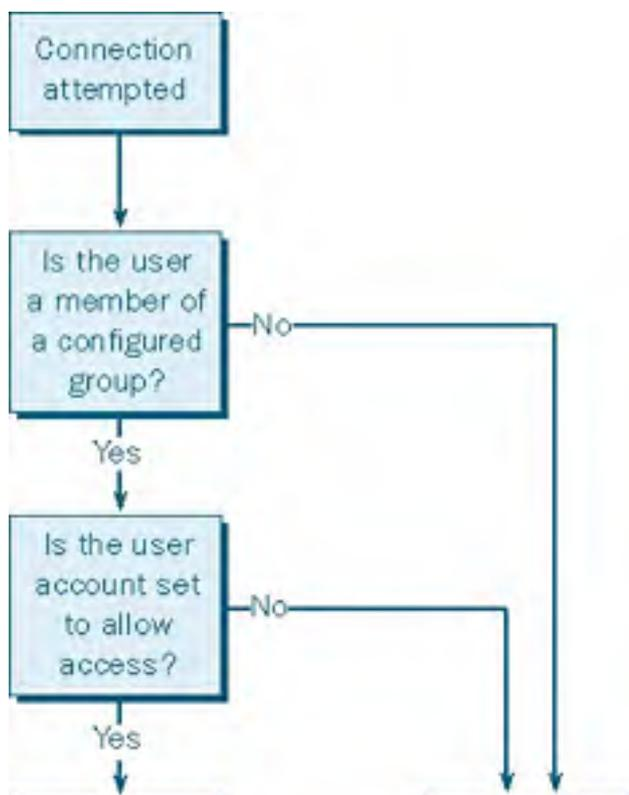 Connection
attempted
Is the user
a member of
a configured
group?
No
Yes
Is the user
account set
to allow
access?
No
Yes